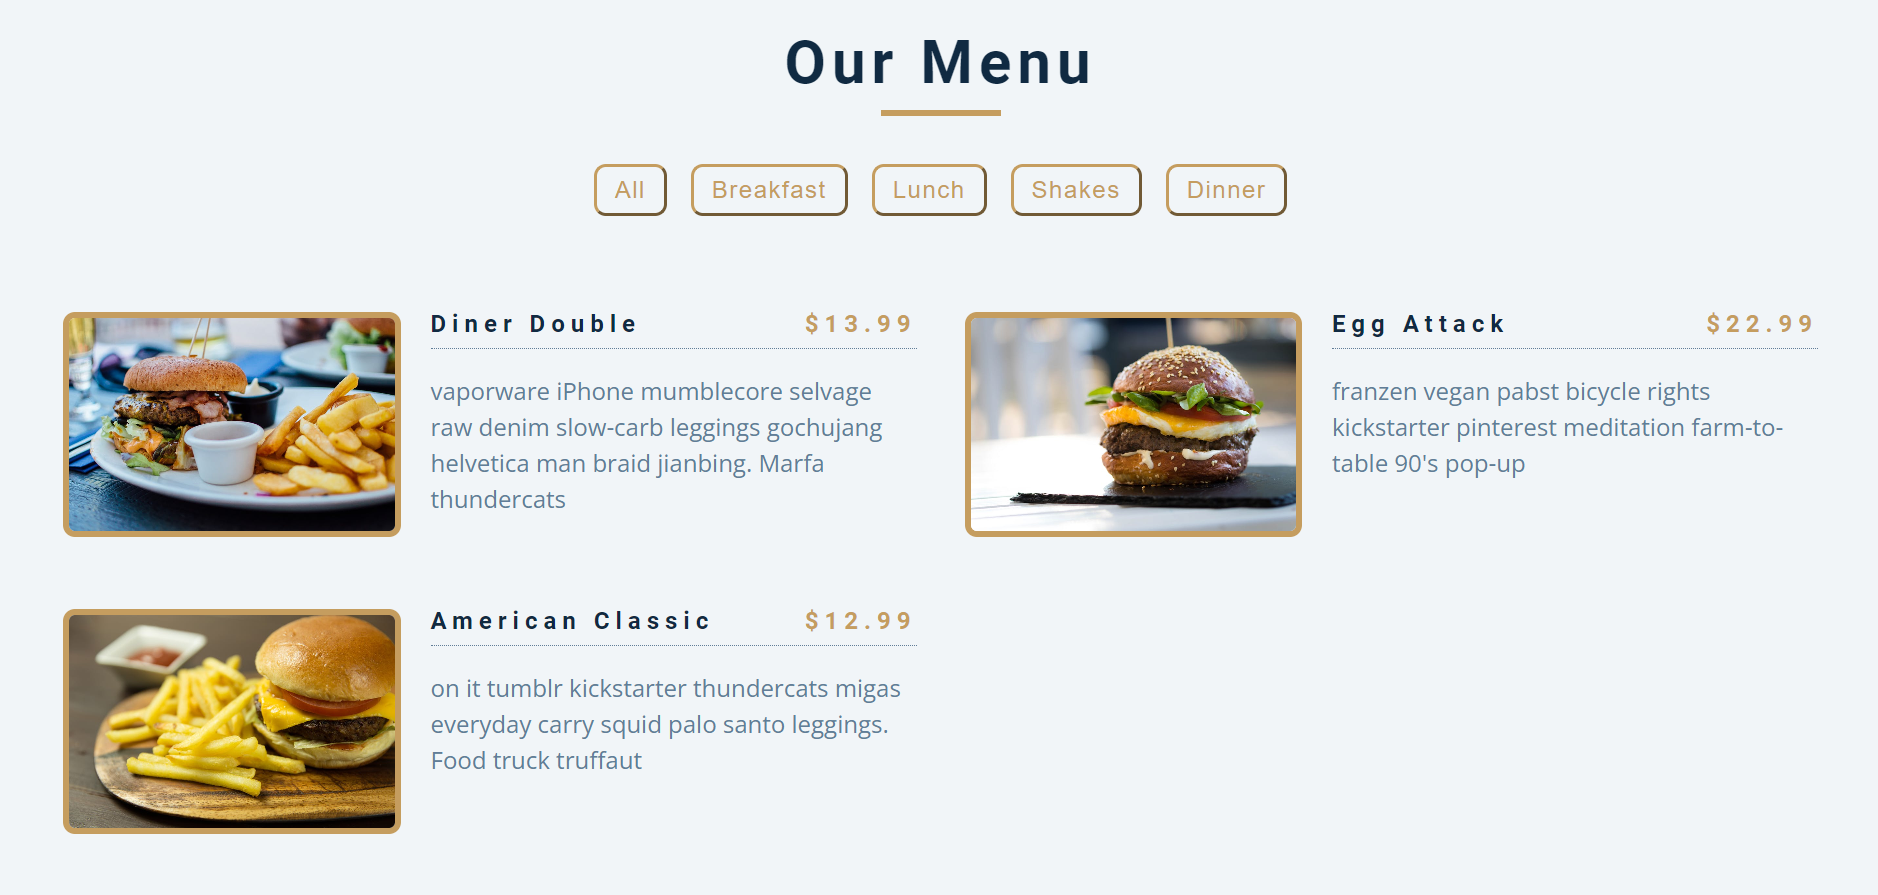 Our Menu
All
Breakfast
Lunch
Shakes
Dinner
Diner Double
$13.99
vaporware iPhone mumblecore selvage
raw denim slow-carb leggings gochujang
helvetica man braid jianbing. Marfa
thundercats
Egg Attack
$22.99
franzen vegan pabst bicycle rights
kickstarter pinterest meditation farm-to-
table 90's pop-up
American Classic
$12.99
on it tumblr kickstarter thundercats migas
everyday carry squid palo santo leggings.
Food truck truffaut